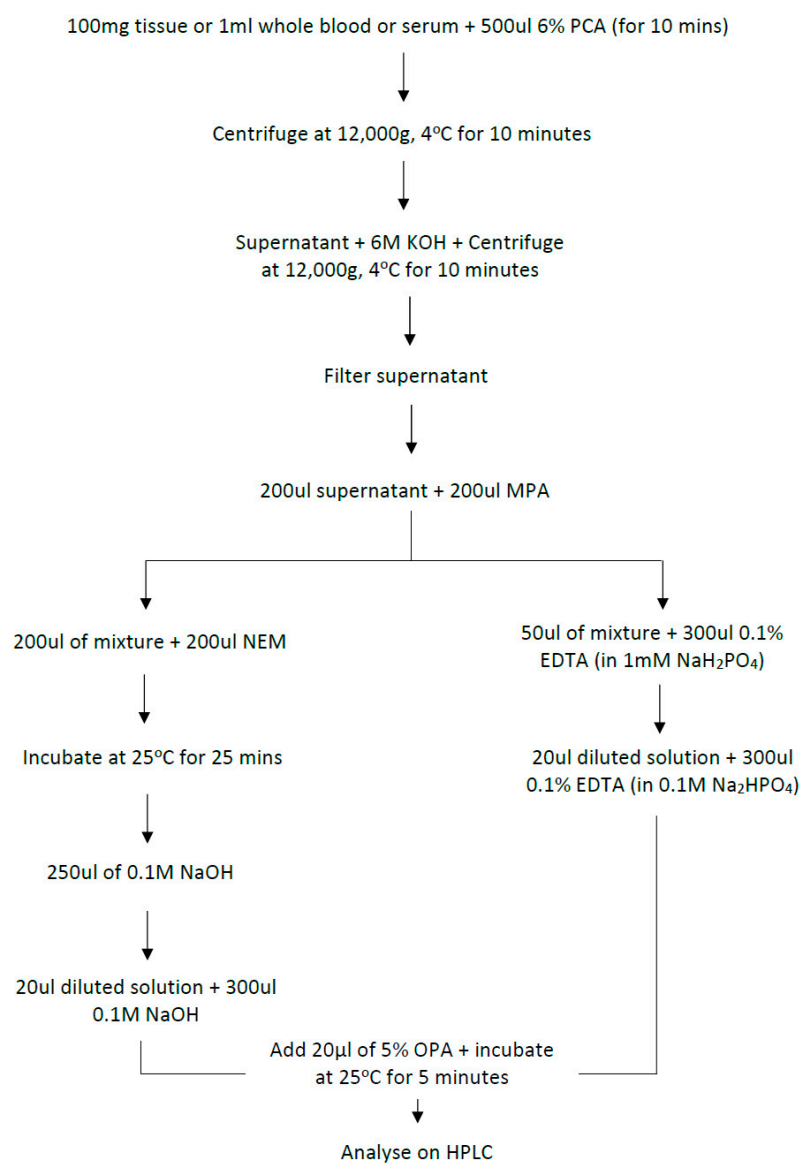 100mg tissue or 1ml whole blood or serum + 500ul 6% PCA (for 10 mins)
Centrifuge at 12,000g, 4°C for 10 minutes
Supernatant + 6M KOH + Centrifuge
at 12,000g, 4°C for 10 minutes
Filter supernatant
200ul supernatant + 200ul MPA
200ul of mixture + 200ul NEM
Incubate at 25°C for 25 mins
250ul of 0.1M NaOH
20ul diluted solution + 300ul
0.1M NaOH
50ul of mixture + 300ul 0.1%
EDTA (in 1mM NaH₂PO₄)
20ul diluted solution + 300ul
0.1% EDTA (in 0.1M Na₂HPO₄)
Add 20µl of 5% OPA + incubate
at 25°C for 5 minutes
Analyse on HPLC